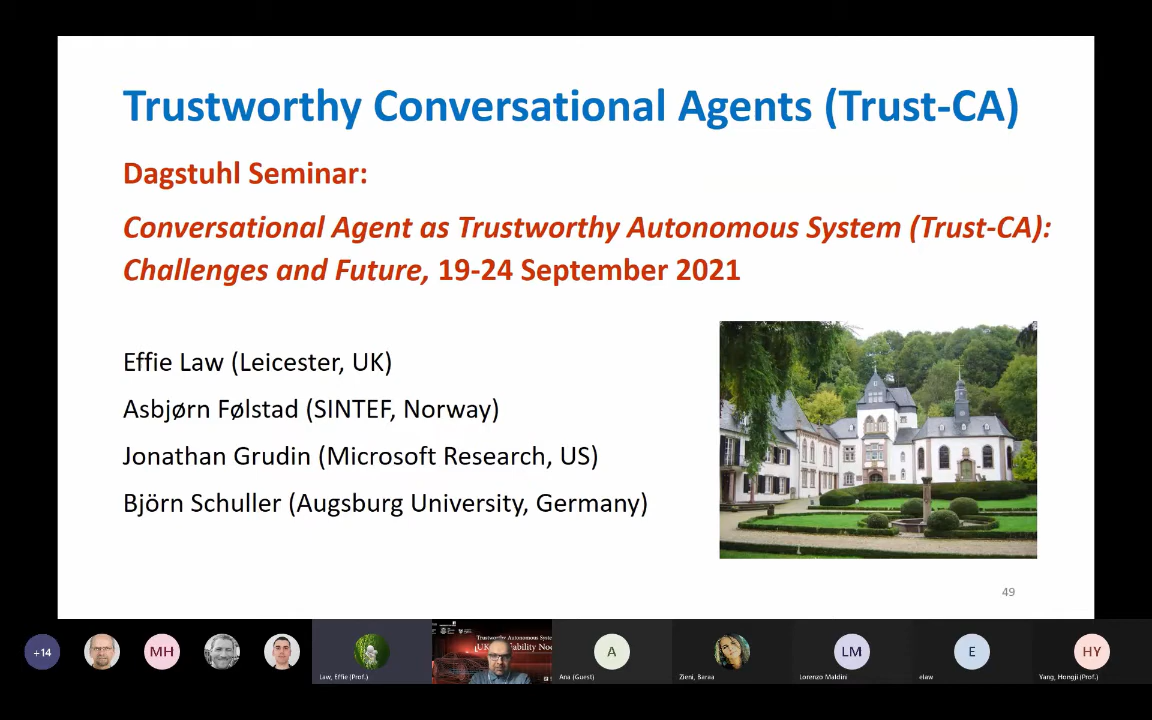 Trustworthy Conversational Agents (Trust-CA)
Dagstuhl Seminar:
Conversational Agent as Trustworthy Autonomous System (Trust-CA):
Challenges and Future, 19-24 September 2021
Effie Law (Leicester, UK)
Asbjørn Følstad (SINTEF, Norway)
Jonathan Grudin (Microsoft Research, US)
Björn Schuller (Augsburg University, Germany)
49
+14
MH
A
LM
E
HY
Trustworthy Autonomous Syste
Law, Effie (Prof.)
Ana (Guest)
Zieni, Baraa
Lorenzo Maldini
elaw
Yang, Hongji (Prof.)